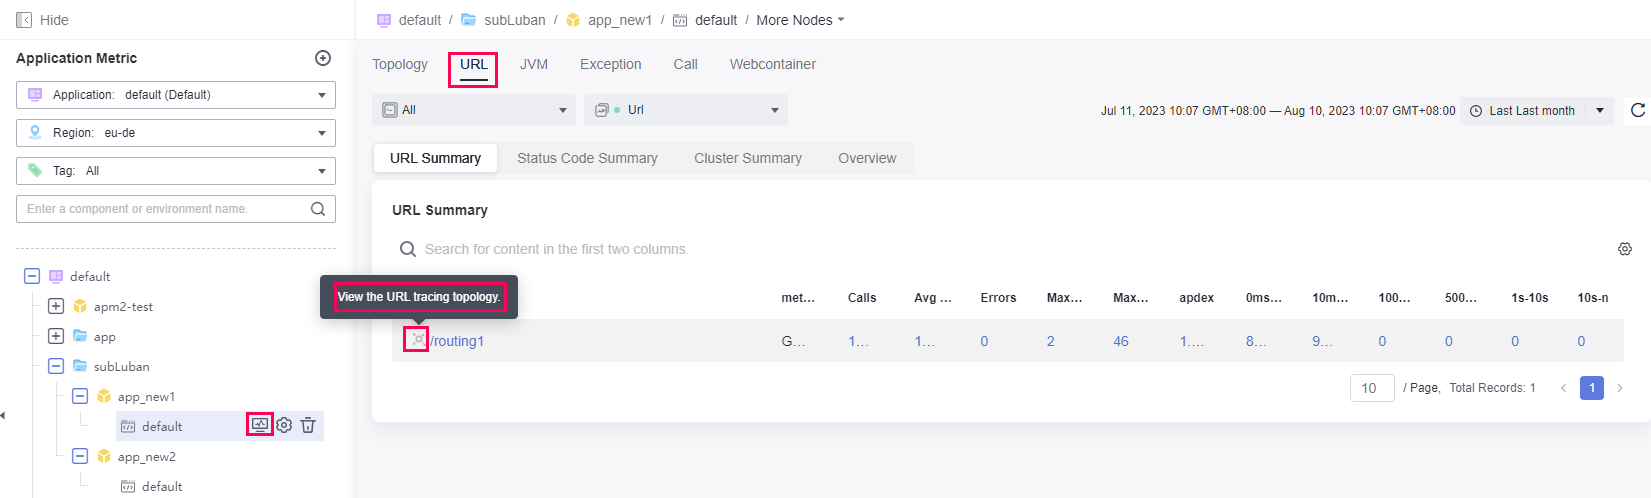 Hide
default / subLuban / app_new1 / default / More Nodes
Application Metric
Application: default (Default)
Region: eu-de
Tag: All
Enter a component or environment name.
default
apm2-test
app
subLuban
app_new1
default
app_new2
default
Topology URL JVM Exception Call Webcontainer
All Url Jul 11, 2023 10:07 GMT+08:00 — Aug 10, 2023 10:07 GMT+08:00 Last Last month
URL Summary Status Code Summary Cluster Summary Overview
URL Summary
Search for content in the first two columns.
View the URL tracing topology.
met... Calls Avg ... Errors Max... Max... apdex 0ms... 10m... 100... 500... 1s-10s 10s-n
/routing1 G... 1... 1... 0 2 46 1.... 8... 9... 0 0 0 0
10 / Page, Total Records: 1 < 1 >